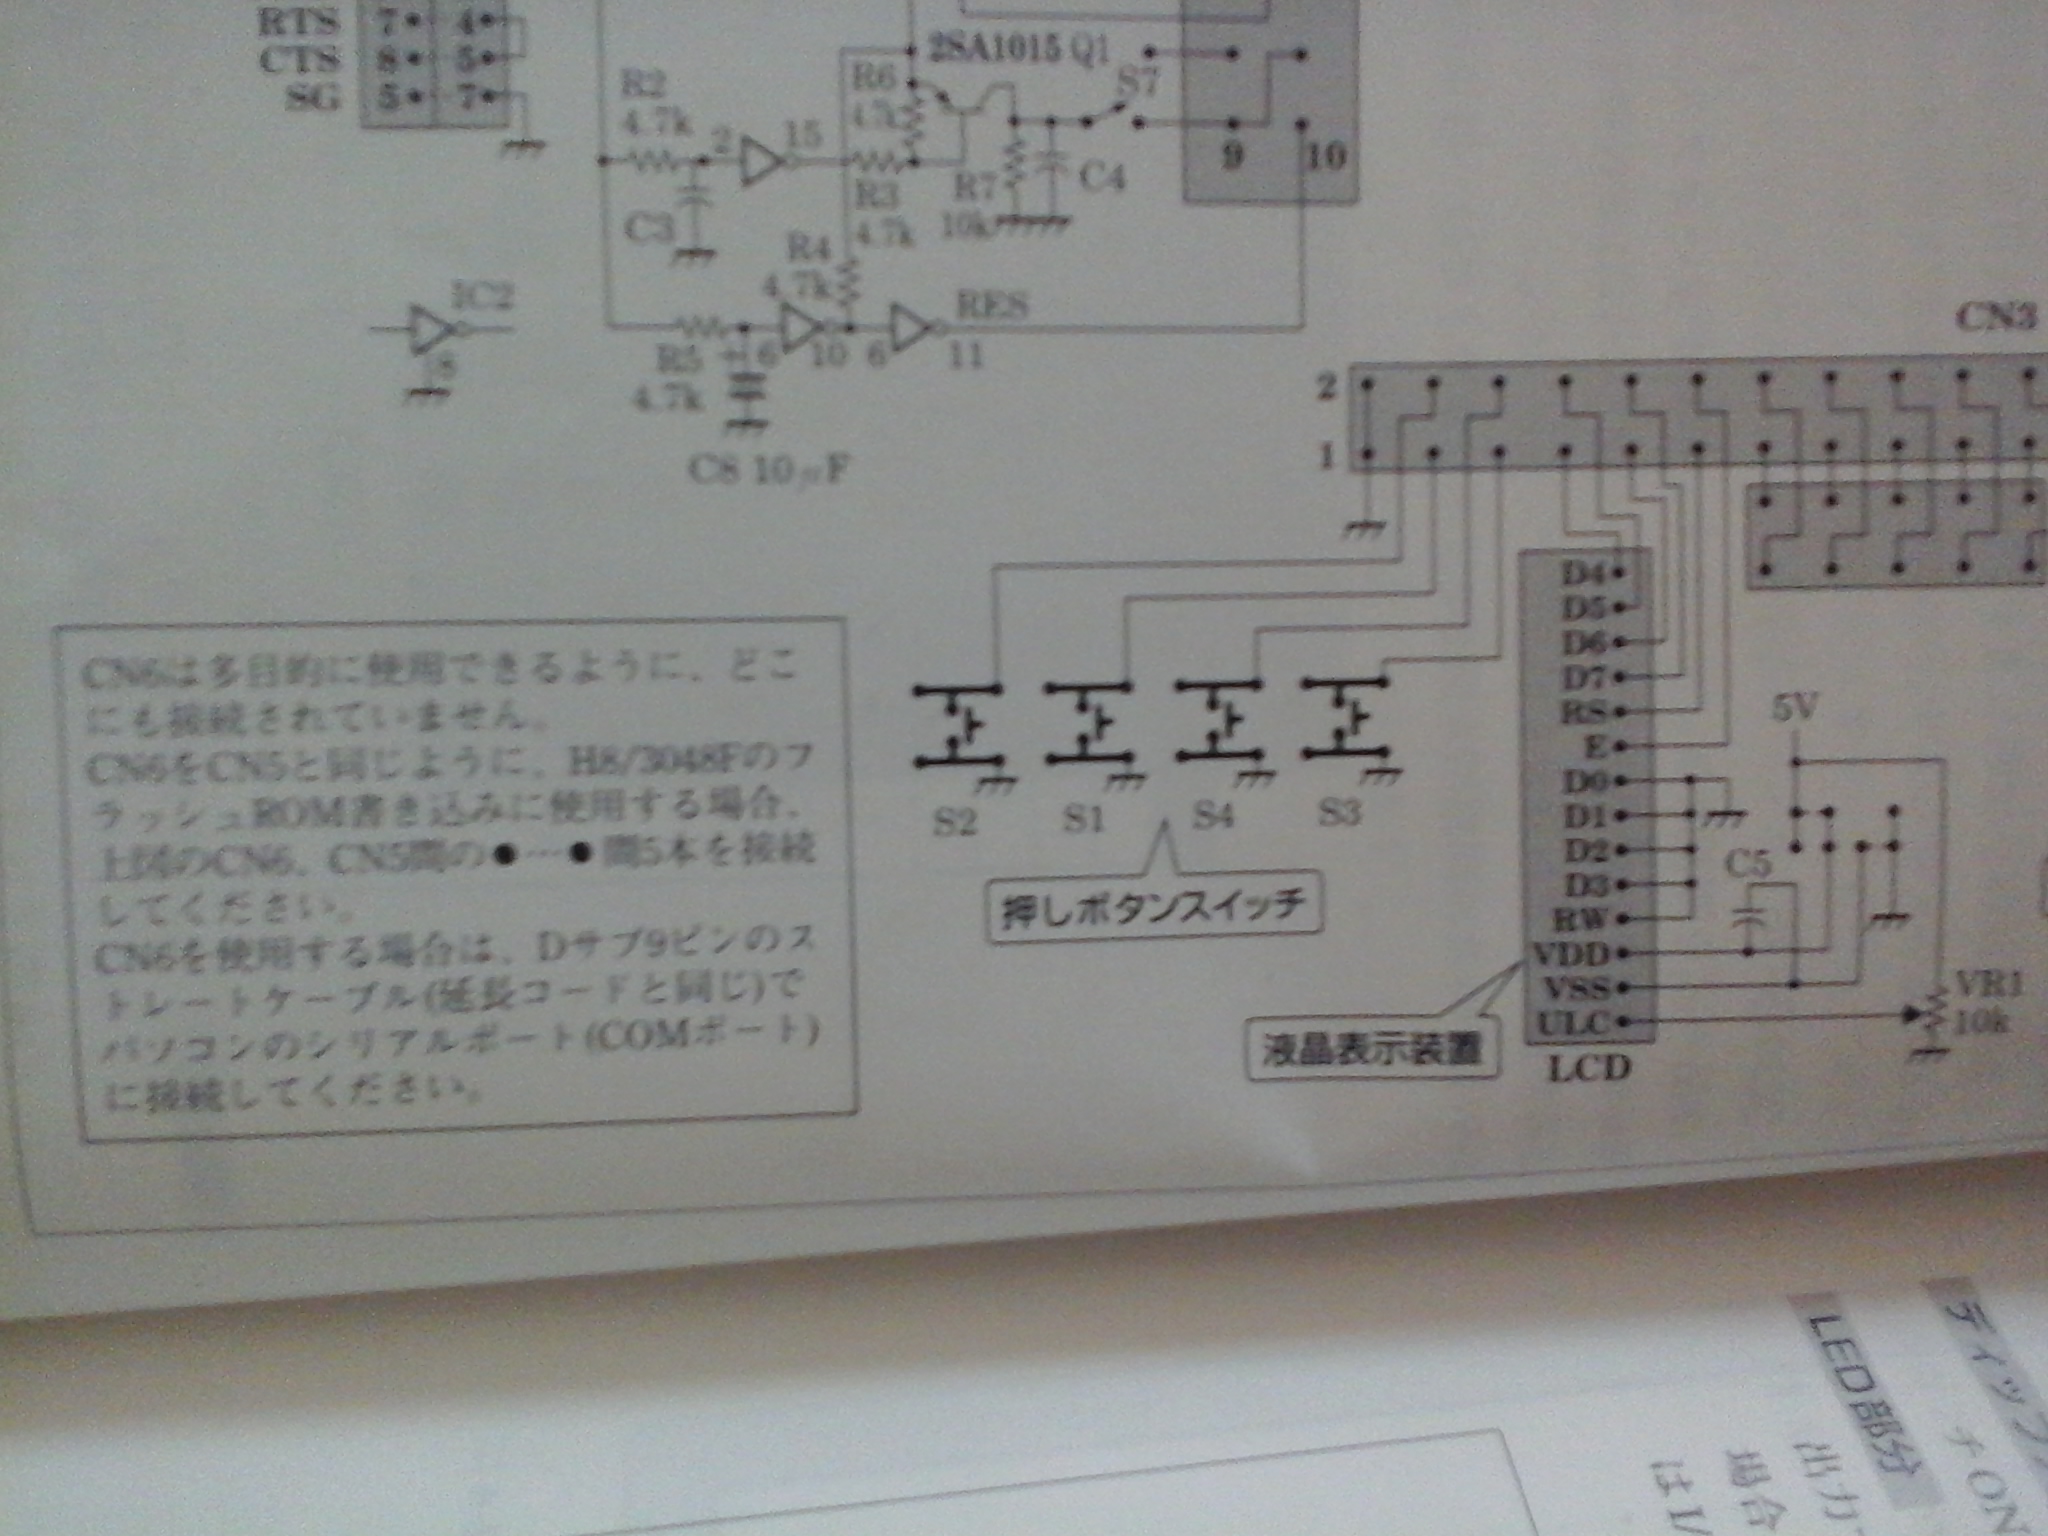 RTS 7 4
CTS 8 5
SG 5 7
2SA1015 Q1
S7
R6
4.7k
R2
4.7k
2
15
9 10
C3
R3
4.7k
R7
10k
C4
R4
4.7k
IC2
8
RES
R5
4.7k
+
10
6
11
C8 10μF
CN3
2
1
CN6は多目的に使用できるように、どこ
にも接続されていません。
CN6をCN5と同じように、H8/3048Fのフ
ラッシュROM書き込みに使用する場合、
上図のCN6、CN5間の●…●間5本を接続
してください。
CN6を使用する場合は、Dサブ9ピンのス
トレートケーブル(延長コードと同じ)で
パソコンのシリアルポート(COMポート)
に接続してください。
S2 S1 S4 S3
押しボタンスイッチ
D4
D5
D6
D7
RS
E
D0
D1
D2
D3
RW
VDD
VSS
ULC
LCD
液晶表示装置
5V
C5
VR1
10k
LED部分
チON
出力
場合
はI/